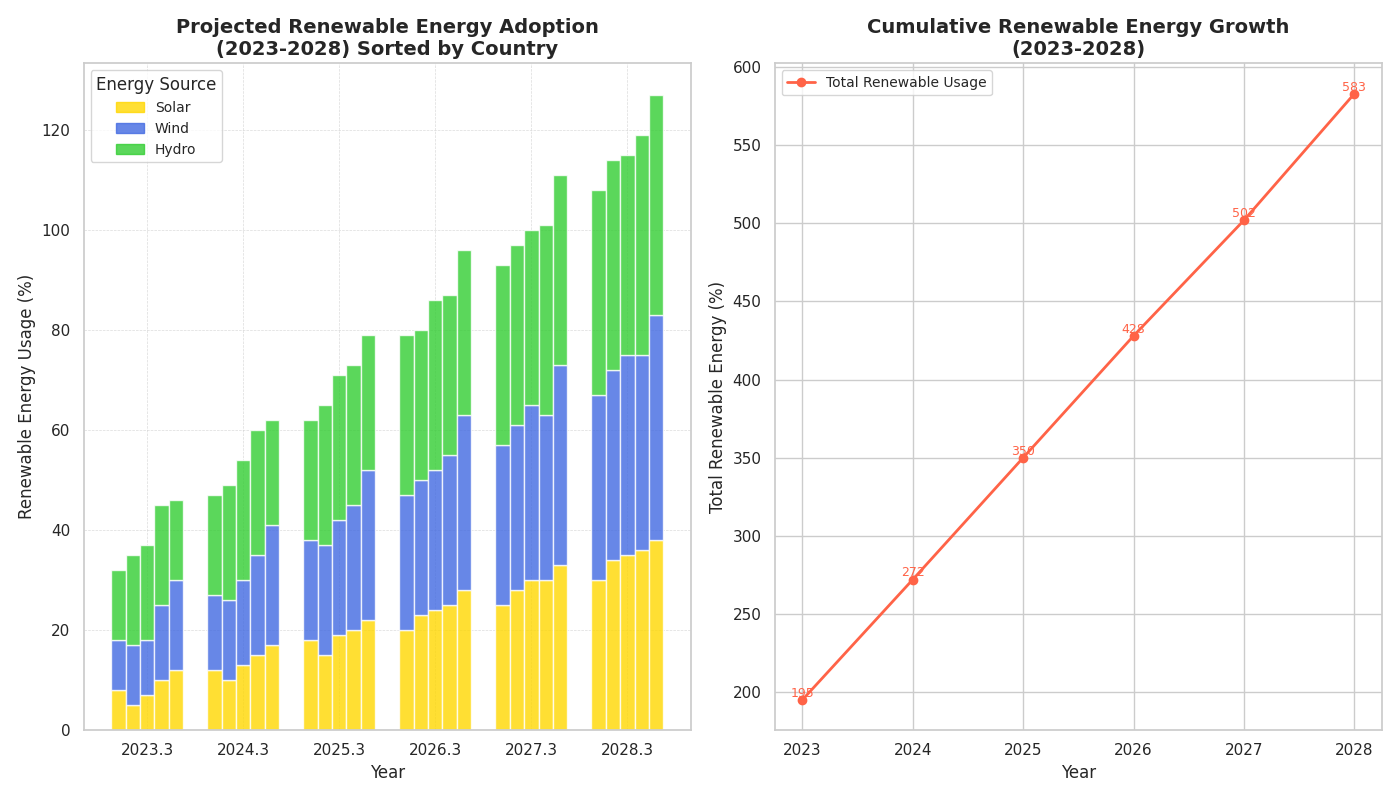 Projected Renewable Energy Adoption
(2023-2028) Sorted by Country
Energy Source
Solar
Wind
Hydro
Renewable Energy Usage (%)
120
100
80
60
40
20
0
2023.3 2024.3 2025.3 2026.3 2027.3 2028.3
Year
Cumulative Renewable Energy Growth
(2023-2028)
Total Renewable Usage
Total Renewable Energy (%)
600
550
500
450
400
350
300
250
200
195
272
350
428
502
583
2023 2024 2025 2026 2027 2028
Year